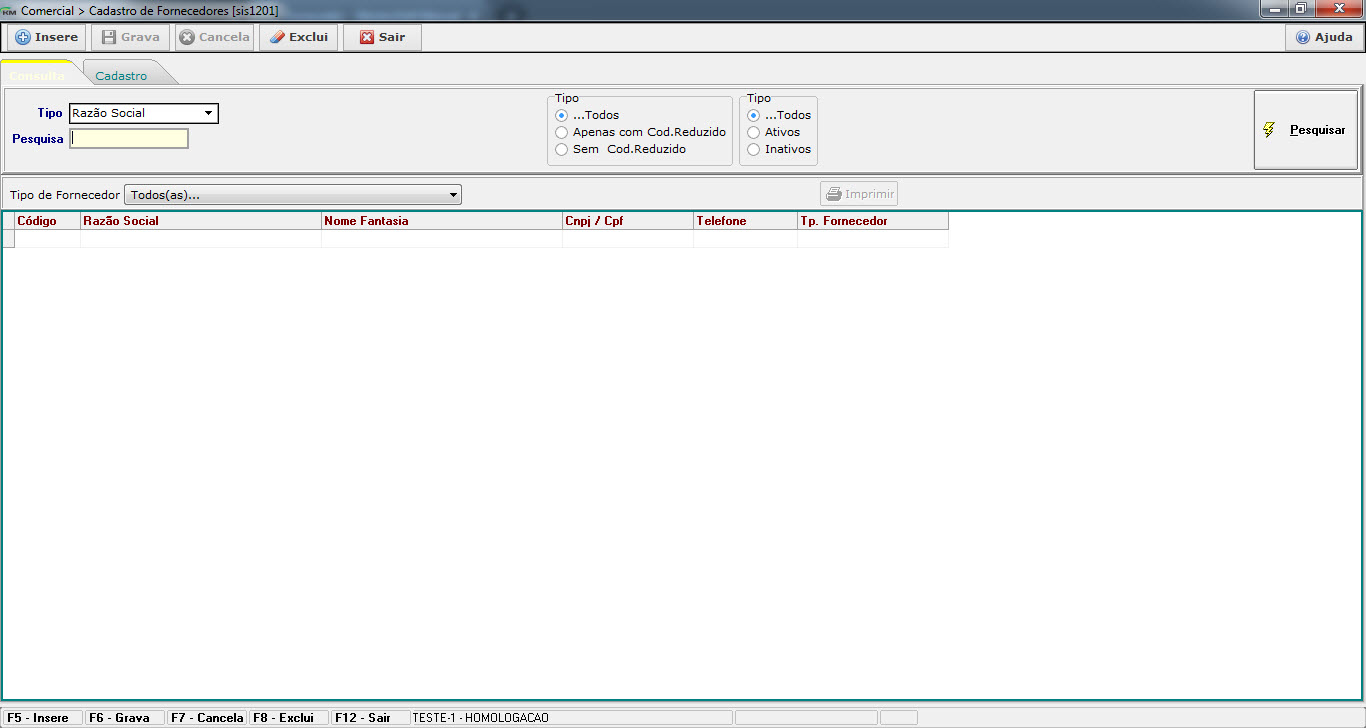 KM Comercial > Cadastro de Fornecedores [sis1201]
Insere Grava Cancela Exclui Sair Ajuda
Consulta Cadastro
Tipo Razão Social
Pesquisa
Tipo
...Todos
Apenas com Cod.Reduzido
Sem Cod.Reduzido
Tipo
...Todos
Ativos
Inativos
Pesquisar
Tipo de Fornecedor Todos(as)... Imprimir
Código Razão Social Nome Fantasia Cnpj / Cpf Telefone Tp. Fornecedor
F5 - Insere F6 - Grava F7 - Cancela F8 - Exclui F12 - Sair TESTE-1 - HOMOLOGACAO